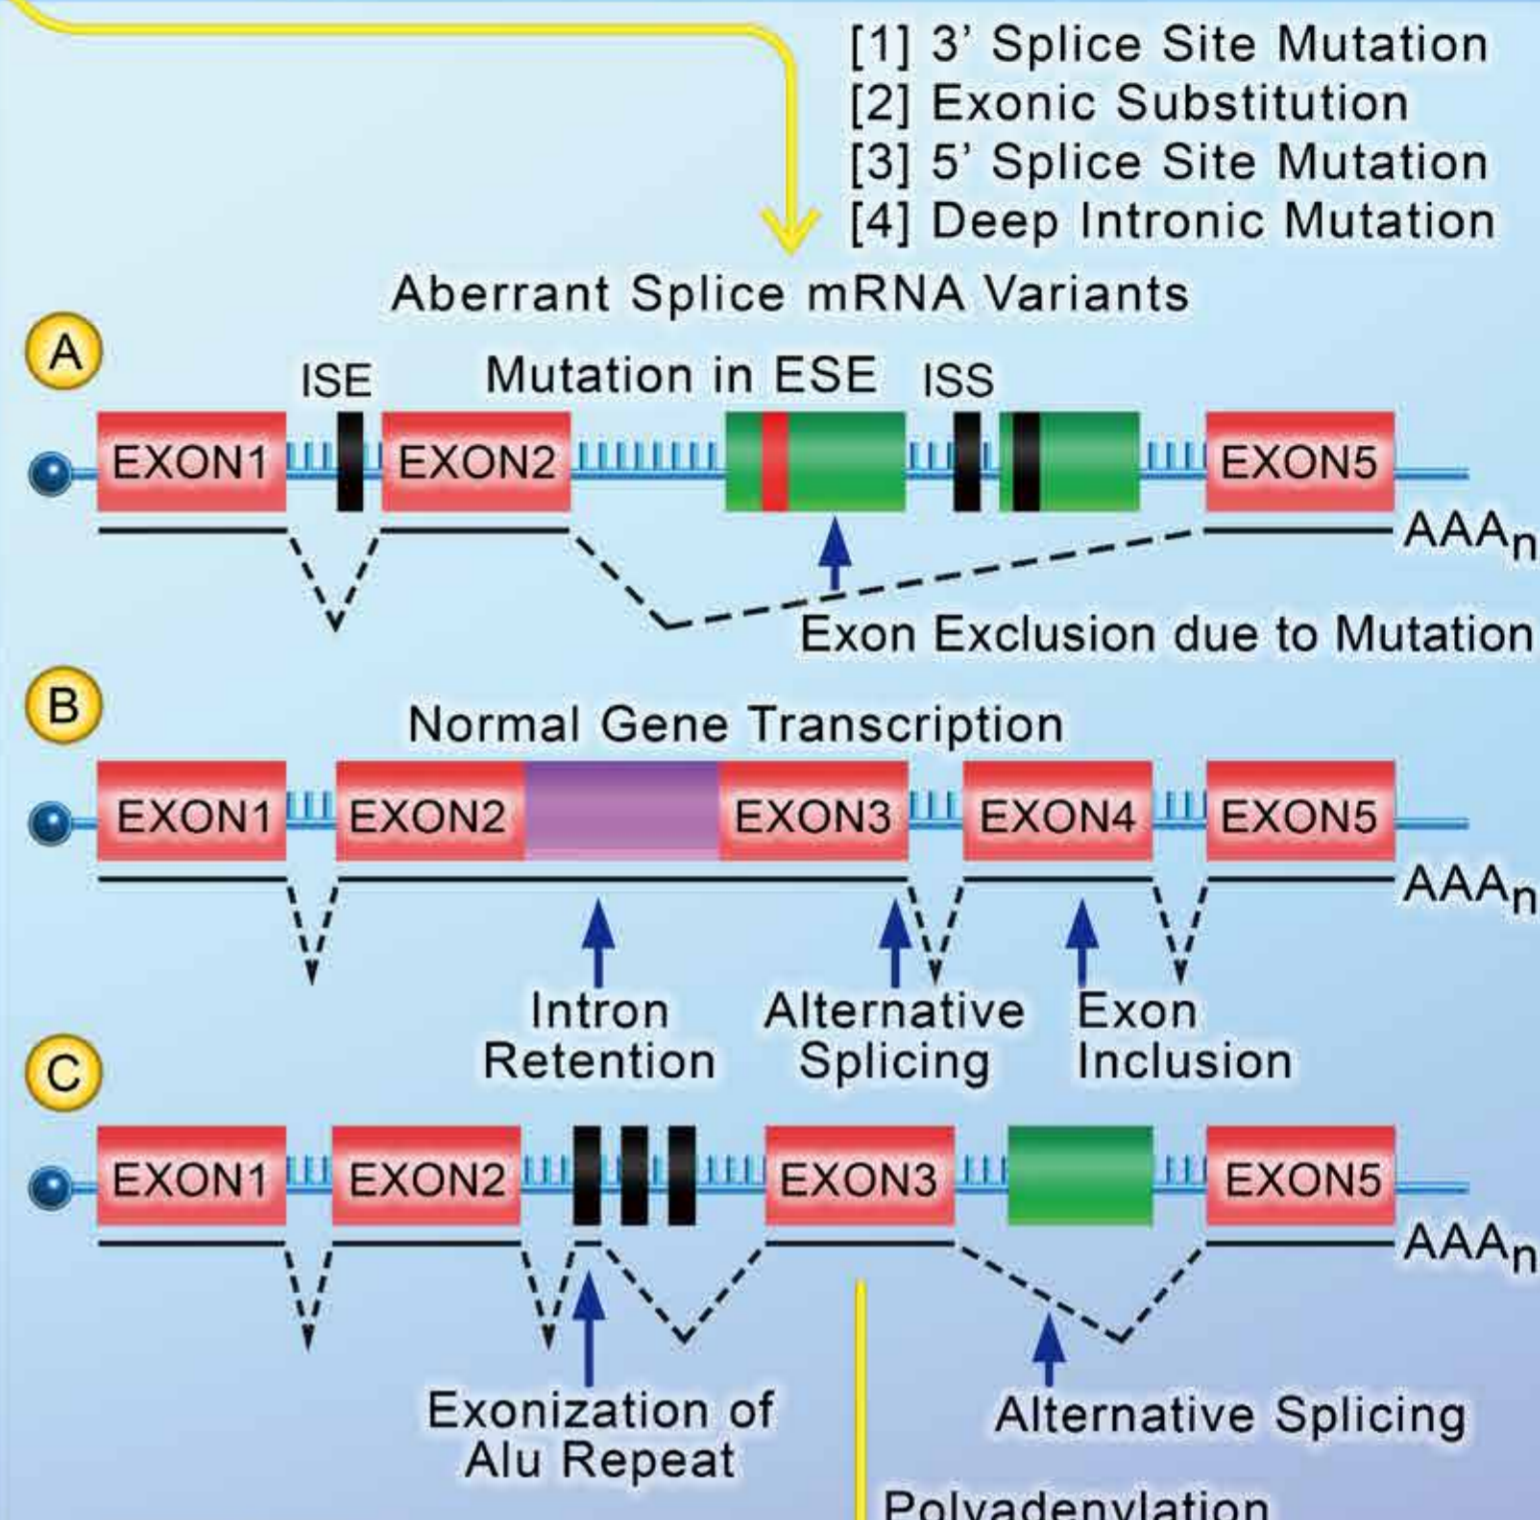 [1] 3’ Splice Site Mutation
[2] Exonic Substitution
[3] 5’ Splice Site Mutation
[4] Deep Intronic Mutation
Aberrant Splice mRNA Variants
A
ISE
Mutation in ESE
ISS
EXON1
EXON2
EXON5
AAAn
Exon Exclusion due to Mutation
B
Normal Gene Transcription
EXON1
EXON2
EXON3
EXON4
EXON5
AAAn
Intron
Retention
Alternative
Splicing
Exon
Inclusion
C
EXON1
EXON2
EXON3
EXON5
AAAn
Exonization of
Alu Repeat
Alternative Splicing
Polyadenylation